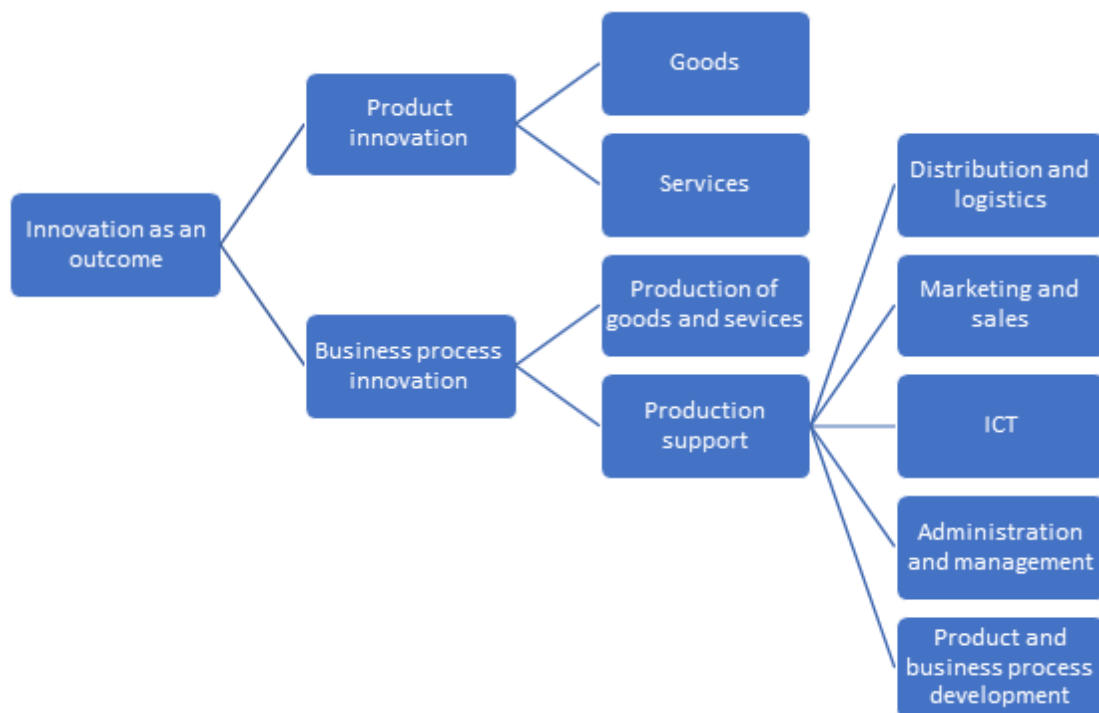 Innovation as an
outcome
Product
innovation
Business process
innovation
Goods
Services
Production of
goods and sevices
Production
support
Distribution and
logistics
Marketing and
sales
ICT
Administration
and management
Product and
business process
development